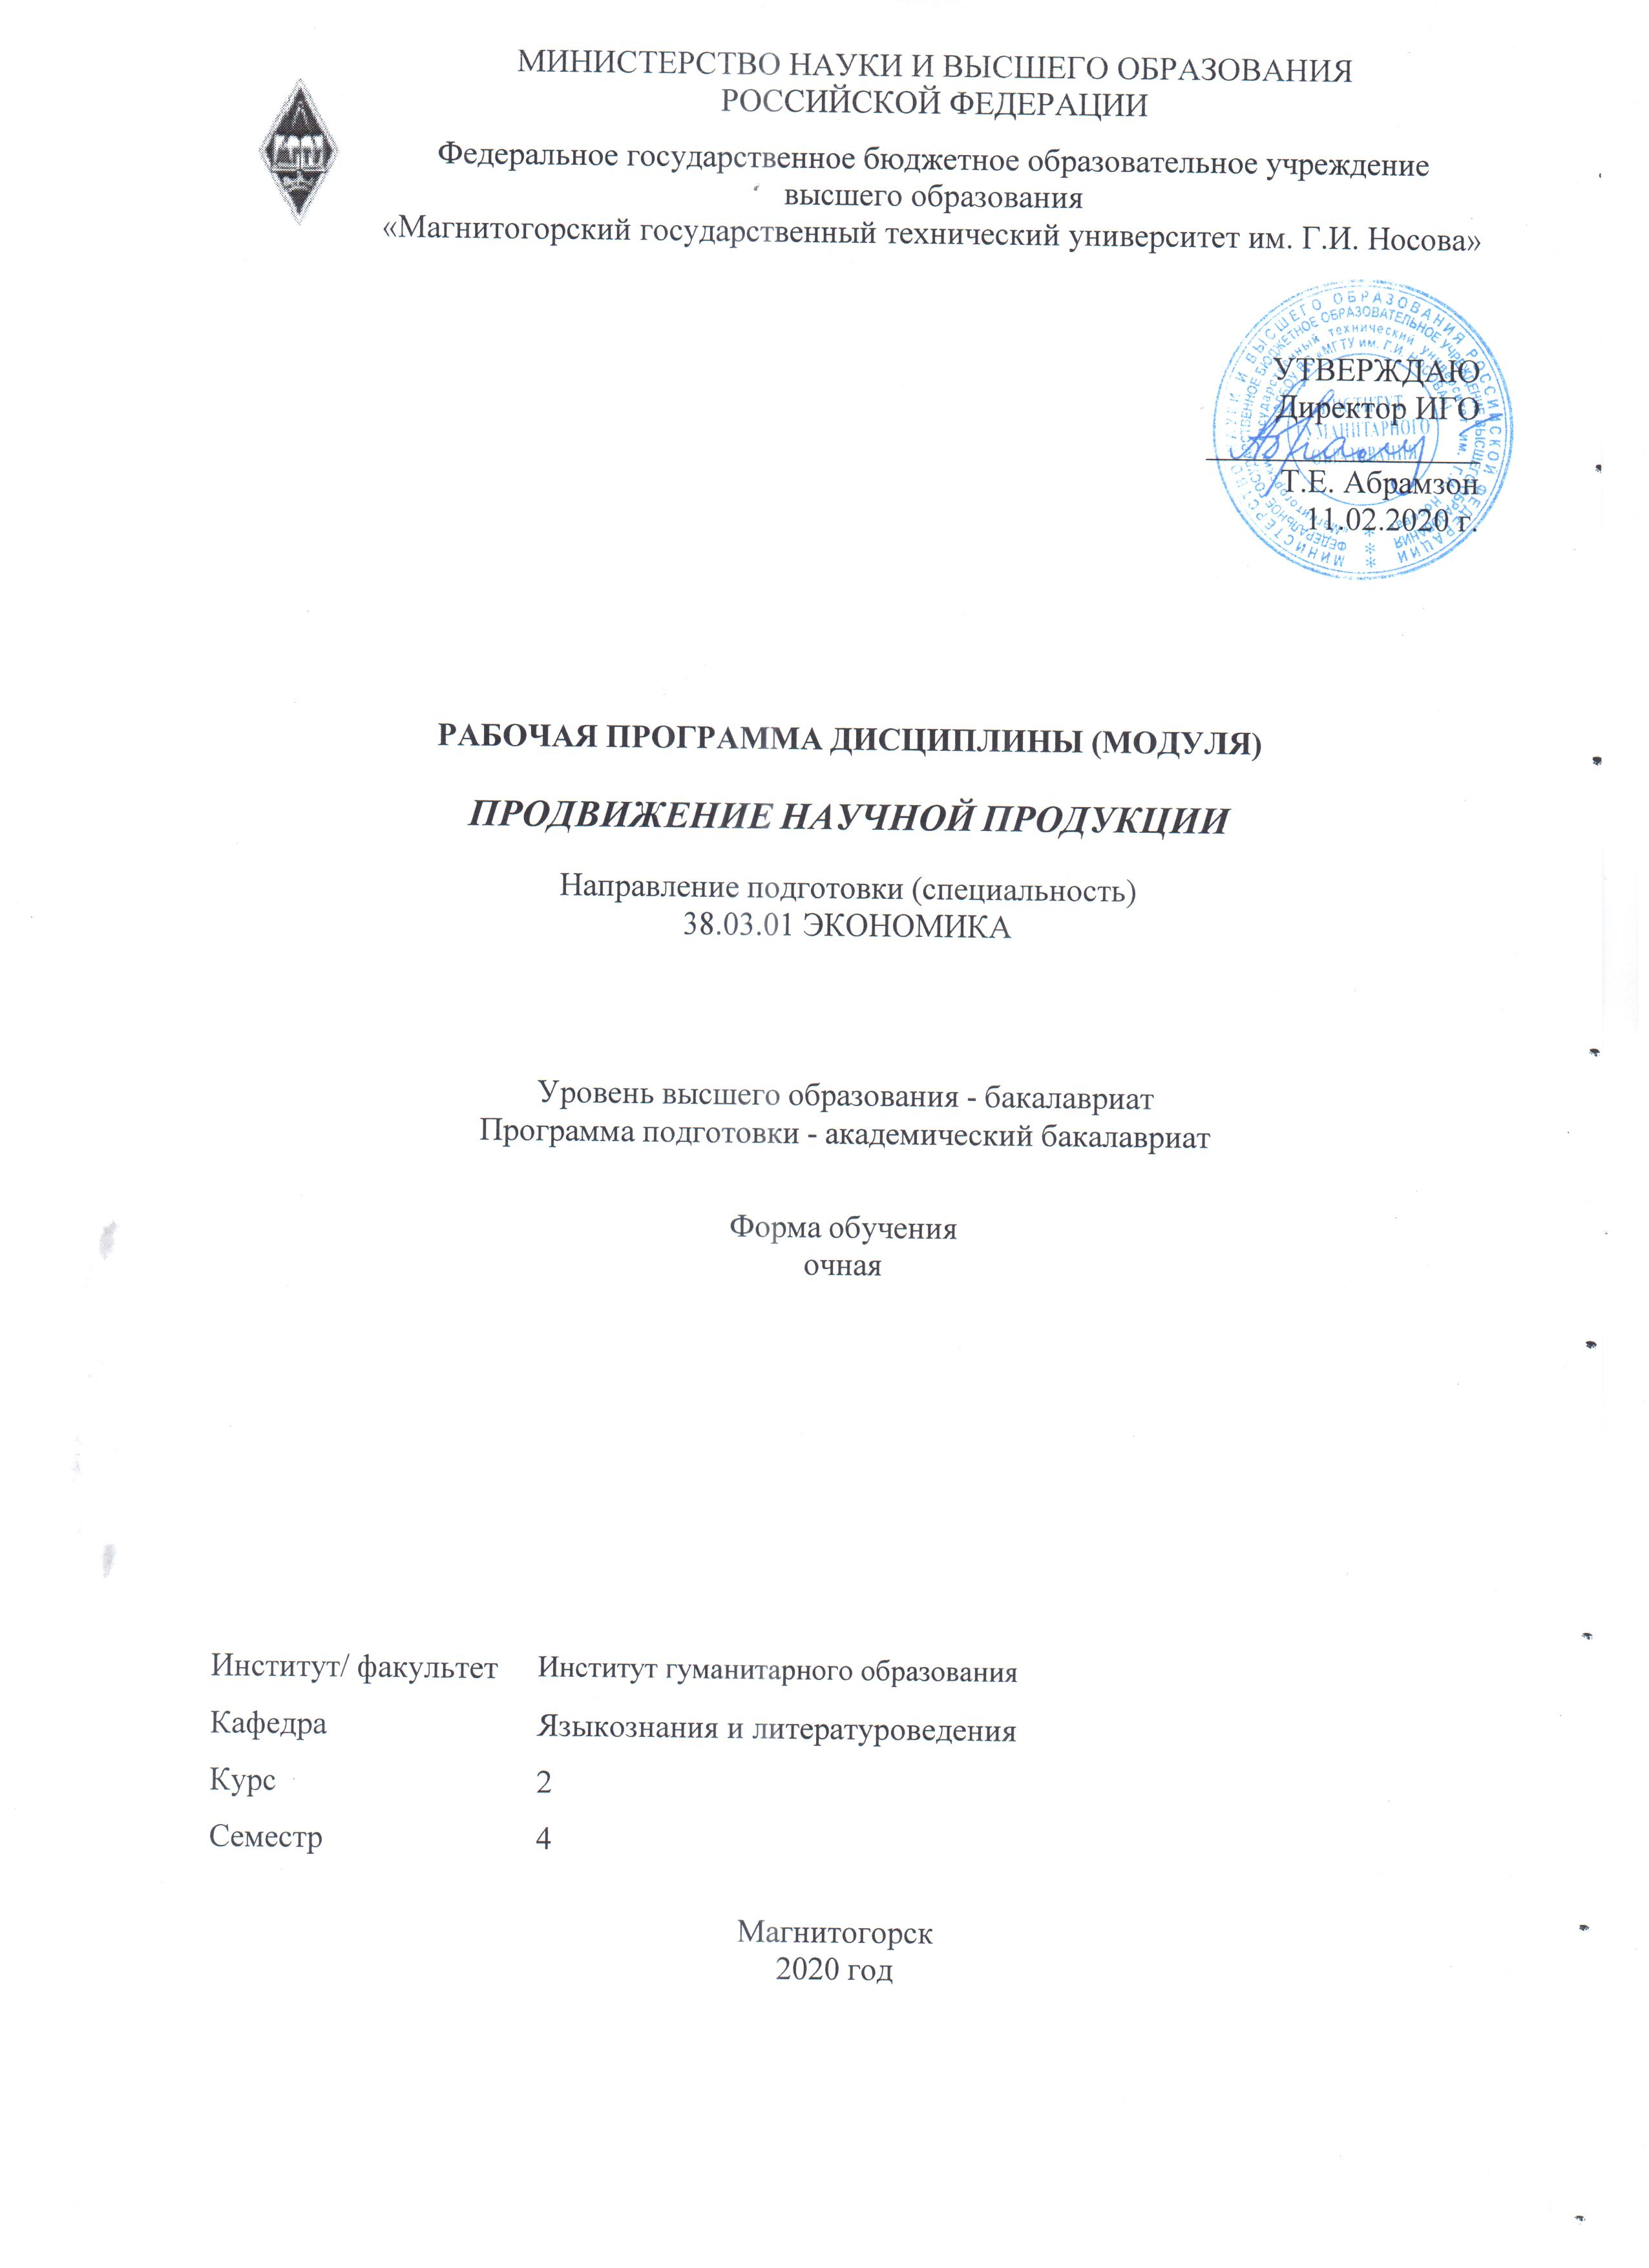 МИНИСТЕРСТВО НАУКИ И ВЫСШЕГО ОБРАЗОВАНИЯ
РОССИЙСКОЙ ФЕДЕРАЦИИ
Федеральное государственное бюджетное образовательное учреждение
высшего образования
«Магнитогорский государственный технический университет им. Г.И. Носова»
МГТУ
УТВЕРЖДАЮ
Директор ИГО
Т.Е. Абрамзон
11.02.2020 г.
РАБОЧАЯ ПРОГРАММА ДИСЦИПЛИНЫ (МОДУЛЯ)
ПРОДВИЖЕНИЕ НАУЧНОЙ ПРОДУКЦИИ
Направление подготовки (специальность)
38.03.01 ЭКОНОМИКА
Уровень высшего образования - бакалавриат
Программа подготовки - академический бакалавриат
Форма обучения
очная
Институт/ факультет Институт гуманитарного образования
Кафедра Языкознания и литературоведения
Курс 2
Семестр 4
Магнитогорск
2020 год